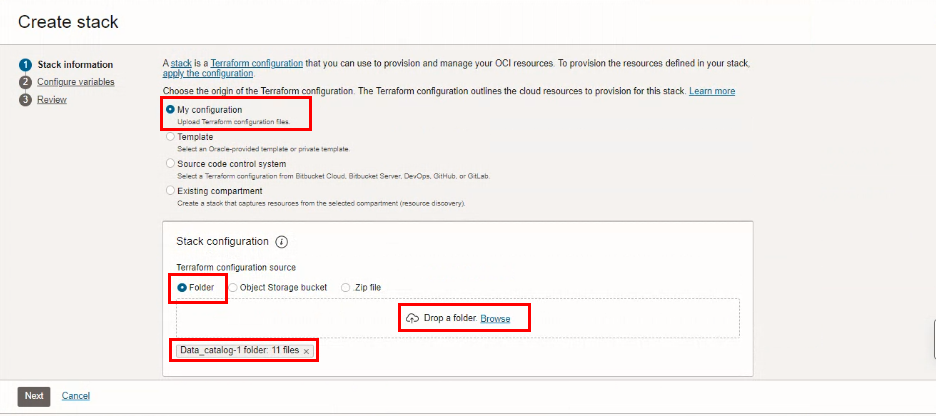 Create stack
1 Stack information
2 Configure variables
3 Review
A stack is a Terraform configuration that you can use to provision and manage your OCI resources. To provision the resources defined in your stack,
apply the configuration.
Choose the origin of the Terraform configuration. The Terraform configuration outlines the cloud resources to provision for this stack. Learn more
My configuration
Upload Terraform configuration files.
Template
Select an Oracle-provided template or private template.
Source code control system
Select a Terraform configuration from Bitbucket Cloud, Bitbucket Server, DevOps, GitHub, or GitLab.
Existing compartment
Create a stack that captures resources from the selected compartment (resource discovery).
Stack configuration i
Terraform configuration source
Folder Object Storage bucket .Zip file
Drop a folder. Browse
Data_catalog-1 folder: 11 files ×
Next Cancel